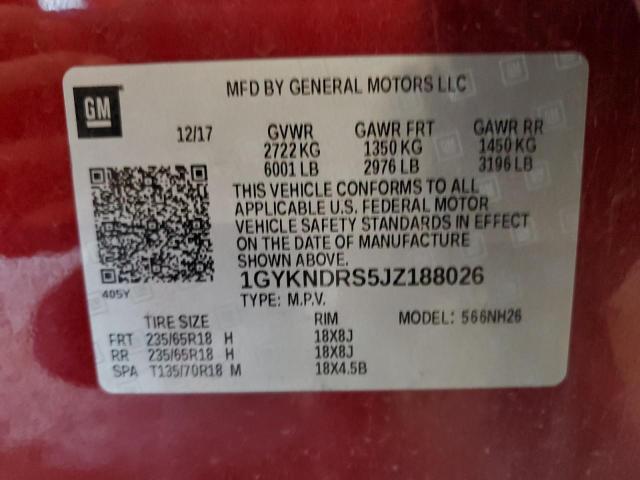 GM
MFD BY GENERAL MOTORS LLC
12/17 GVWR GAWR FRT GAWR RR
2722 KG 1350 KG 1450 KG
6001 LB 2976 LB 3196 LB
THIS VEHICLE CONFORMS TO ALL
APPLICABLE U.S. FEDERAL MOTOR
VEHICLE SAFETY STANDARDS IN EFFECT
ON THE DATE OF MANUFACTURE
SHOWN ABOVE.
405Y
1GYKNDRS5JZ188026
TYPE: M.P.V.
TIRE SIZE RIM MODEL: 566NH26
FRT 235/65R18 H 18X8J
RR 235/65R18 H 18X8J
SPA T135/70R18 M 18X4.5B